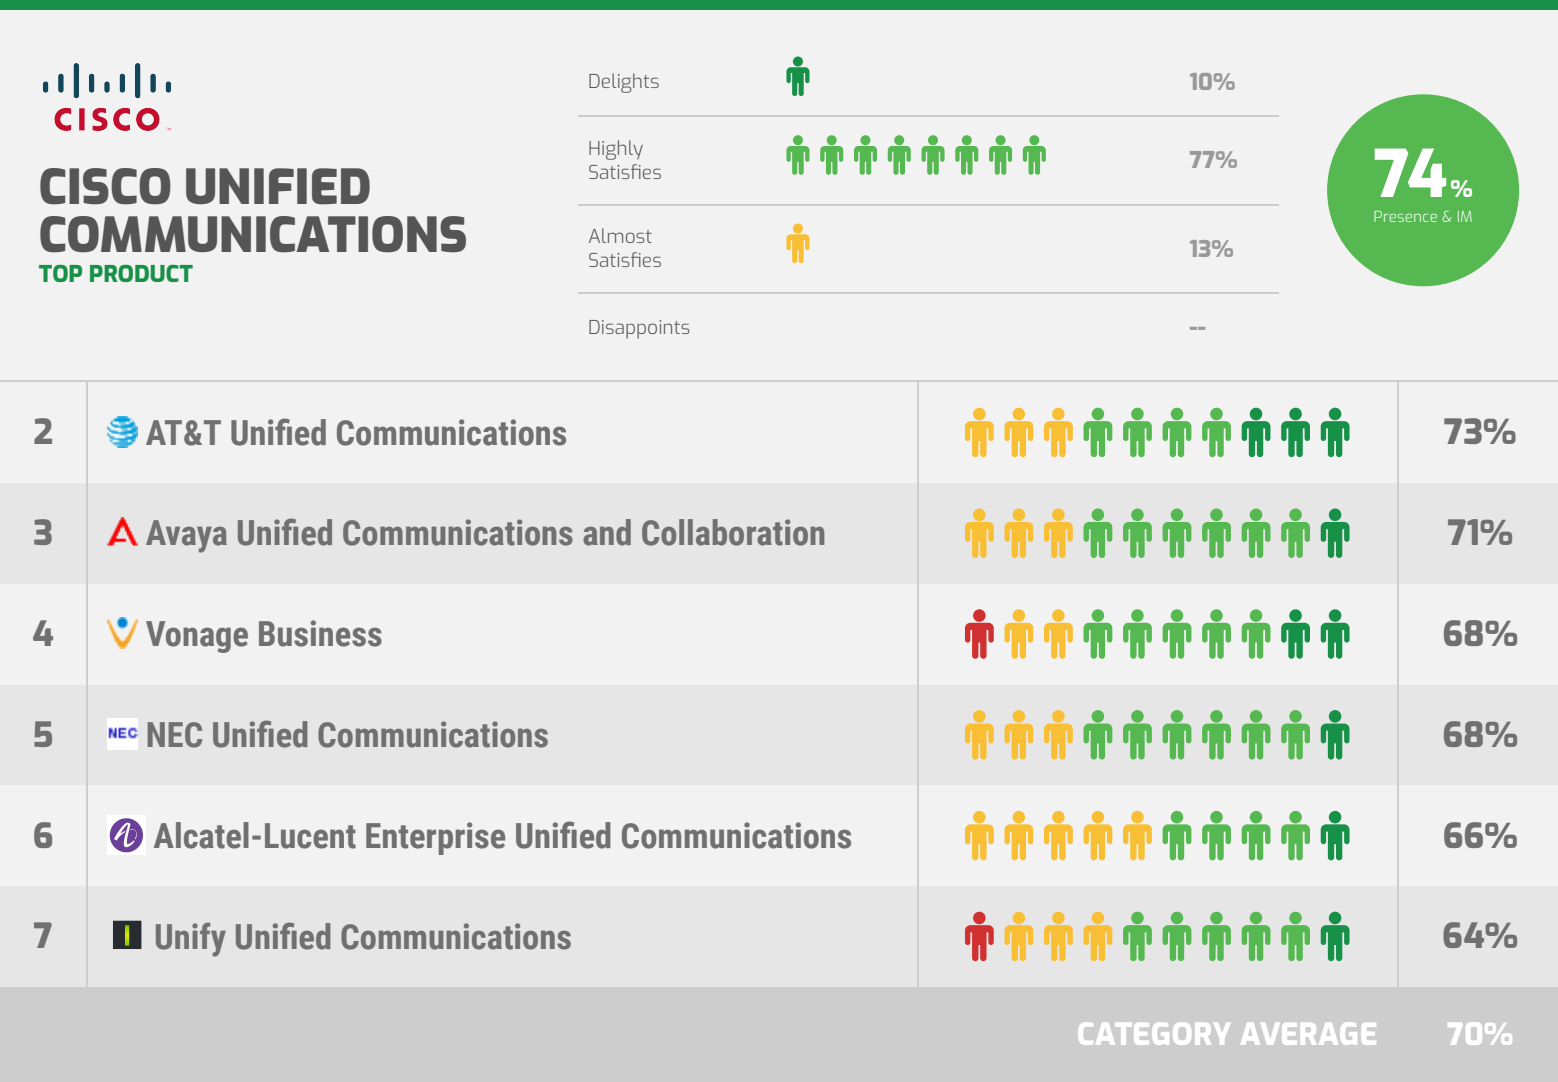 CISCO
CISCO UNIFIED
COMMUNICATIONS
TOP PRODUCT
Delights 10%
Highly
Satisfies 77%
Almost
Satisfies 13%
Disappoints --
74%
Presence & IM
2 AT&T Unified Communications 73%
3 Avaya Unified Communications and Collaboration 71%
4 Vonage Business 68%
5 NEC NEC Unified Communications 68%
6 Alcatel-Lucent Enterprise Unified Communications 66%
7 Unify Unified Communications 64%
CATEGORY AVERAGE 70%